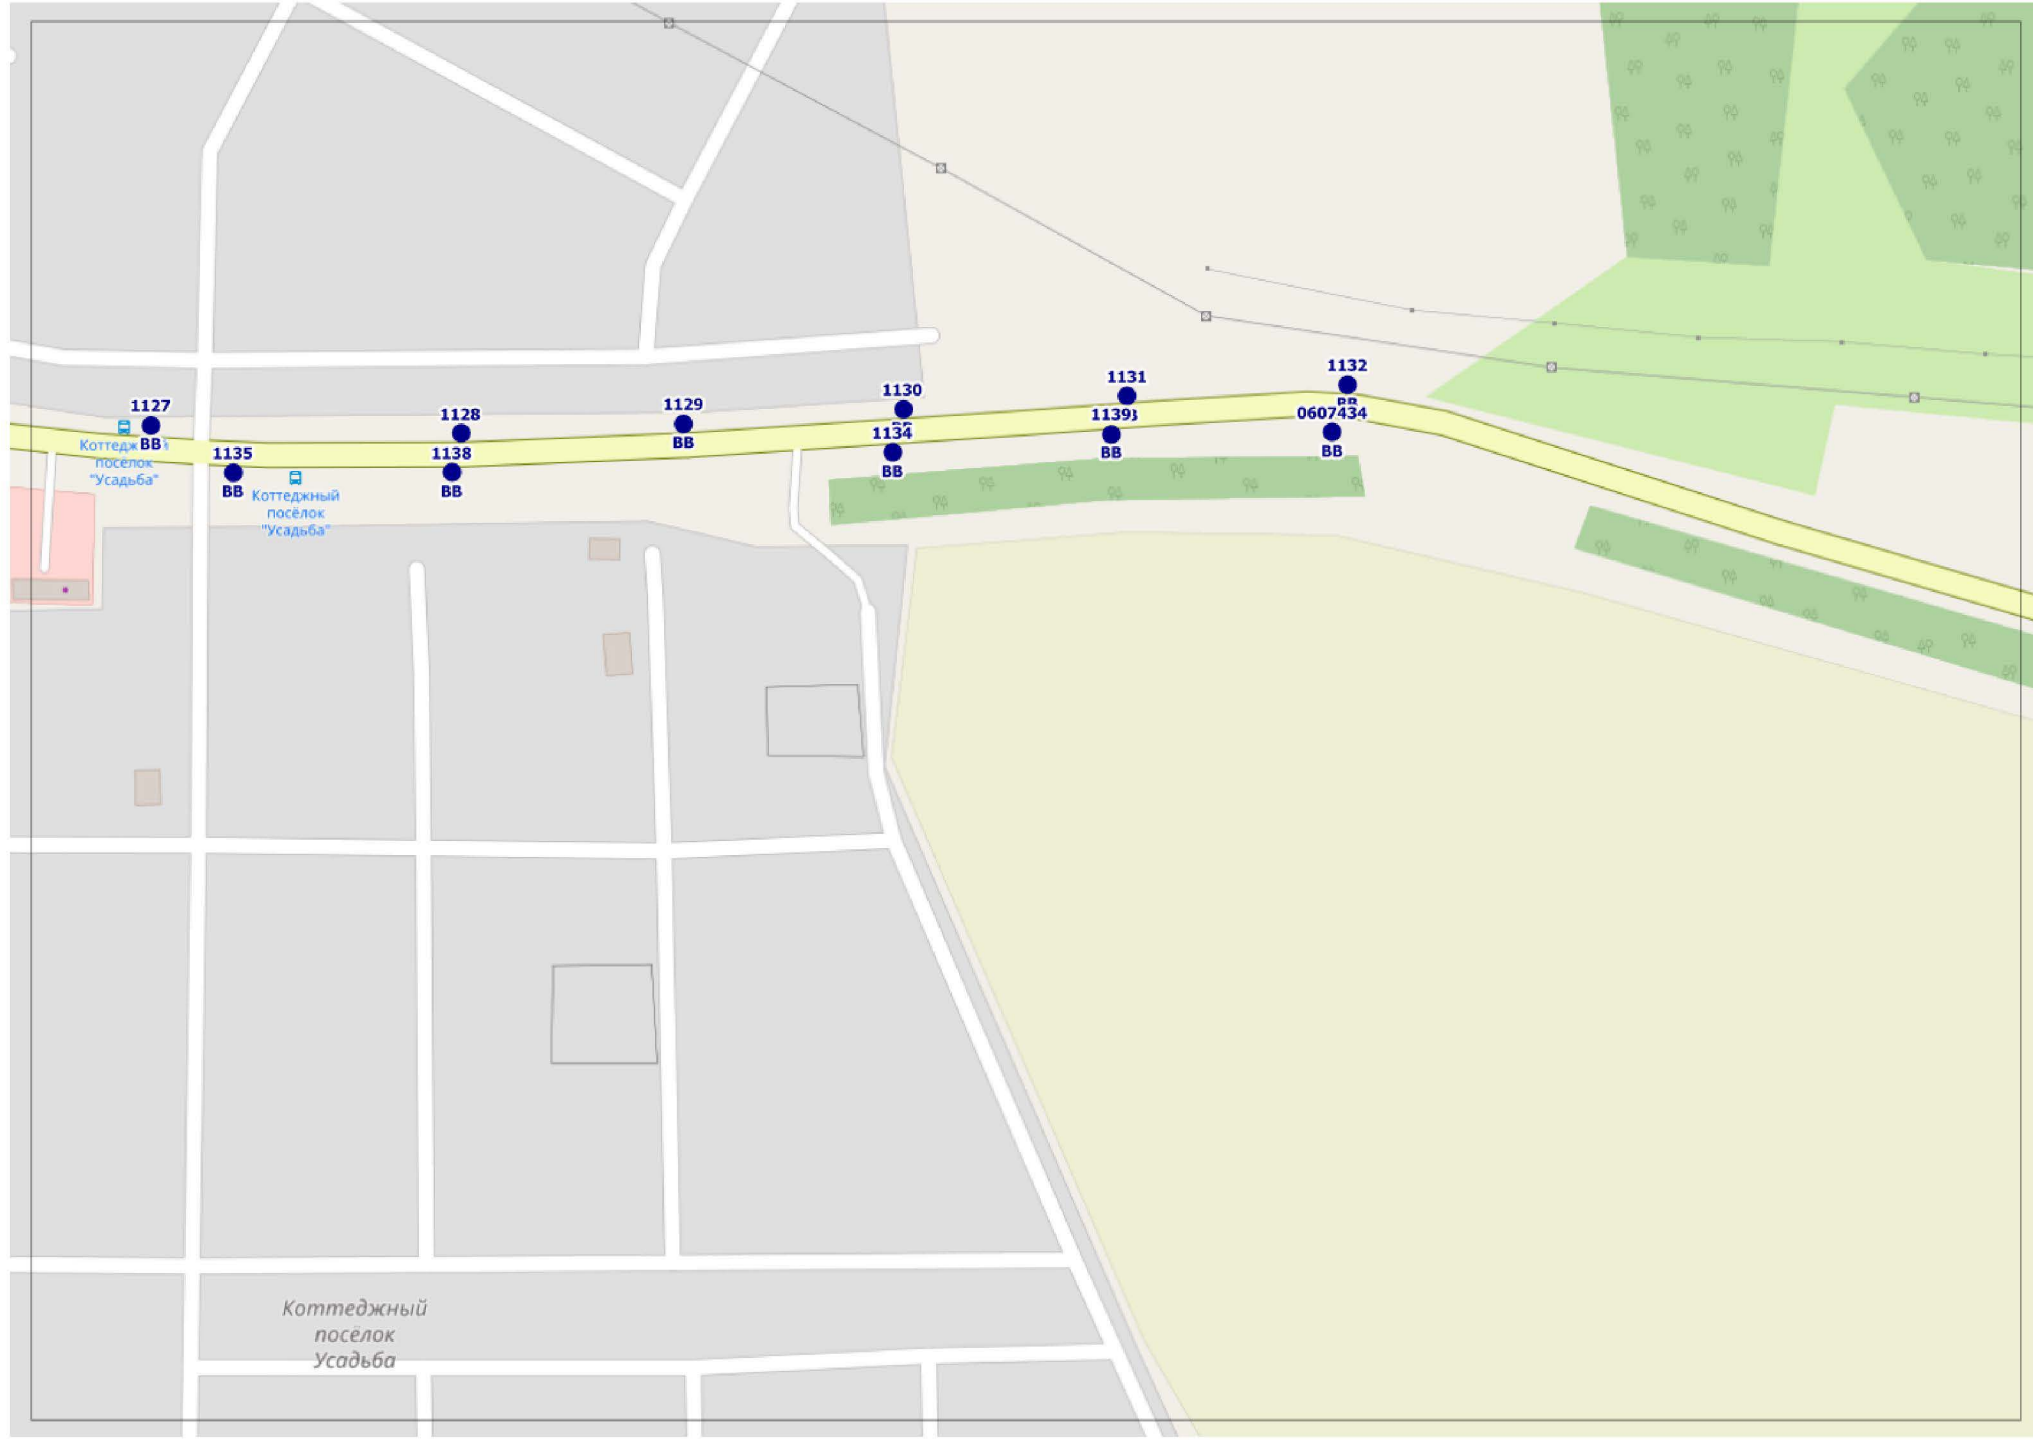 1132
1131
1130
1127
1129
1128
1134
BB
BB
Коттеджный
посёлок
"Усадьба"
BB
1135
BB
1138
BB
BB
BB
BB
Коттеджный
посёлок
"Усадьба"
Коттеджный
посёлок
Усадьба